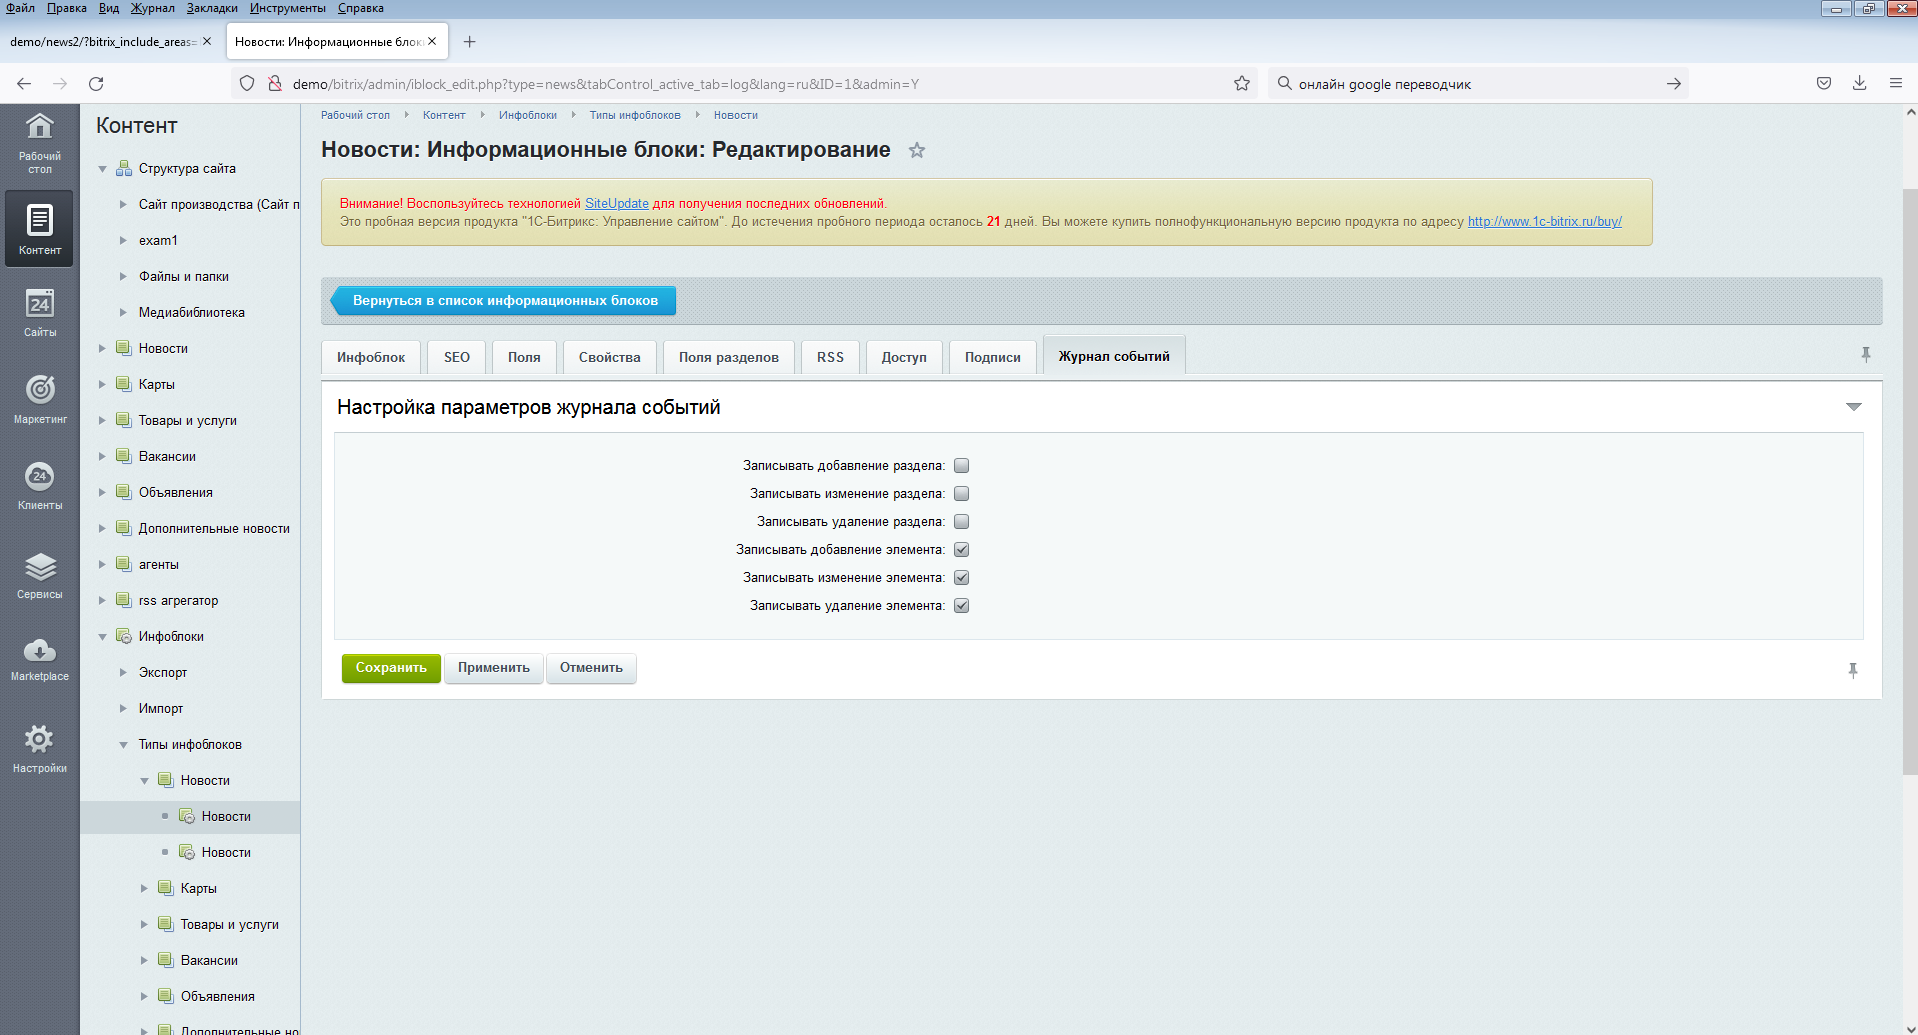 Файл Правка Вид Журнал Закладки Инструменты Справка
demo/news2/?bitrix_include_areas=
Новости: Информационные блок
demo/bitrix/admin/iblock_edit.php?type=news&tabControl_active_tab=log&lang=ru&ID=1&admin=Y
онлайн google переводчик
Рабочий стол
Контент
24
Сайты
Маркетинг
24
Клиенты
Сервисы
Marketplace
Настройки
Контент
Структура сайта
Сайт производства (Сайт п
exam1
Файлы и папки
Медиабиблиотека
Новости
Карты
Товары и услуги
Вакансии
Объявления
Дополнительные новости
агенты
rss агрегатор
Инфоблоки
Экспорт
Импорт
Типы инфоблоков
Новости
Новости
Новости
Карты
Товары и услуги
Вакансии
Объявления
Дополнительные но
Рабочий стол Контент Инфоблоки Типы инфоблоков Новости
Новости: Информационные блоки: Редактирование
Внимание! Воспользуйтесь технологией SiteUpdate для получения последних обновлений.
Это пробная версия продукта "1С-Битрикс: Управление сайтом". До истечения пробного периода осталось 21 дней. Вы можете купить полнофункциональную версию продукта по адресу http://www.1c-bitrix.ru/buy/
Вернуться в список информационных блоков
Инфоблок SEO Поля Свойства Поля разделов RSS Доступ Подписи Журнал событий
Настройка параметров журнала событий
Записывать добавление раздела:
Записывать изменение раздела:
Записывать удаление раздела:
Записывать добавление элемента:
Записывать изменение элемента:
Записывать удаление элемента:
Сохранить Применить Отменить